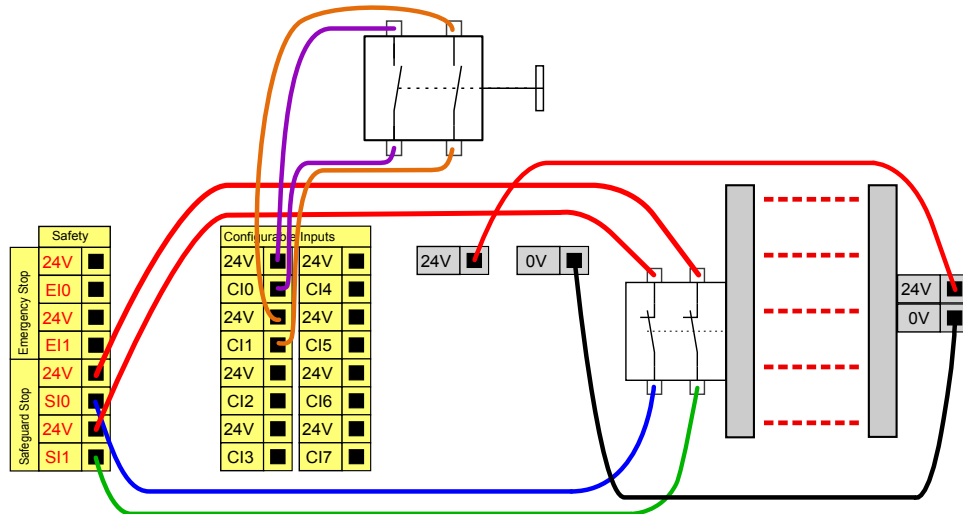 Safety
Emergency Stop
24V
EI0
24V
EI1
Safeguard Stop
24V
SI0
24V
SI1
Configurable Inputs
24V 24V
CI0 CI4
24V 24V
CI1 CI5
24V 24V
CI2 CI6
24V 24V
CI3 CI7
24V
0V
24V
0V